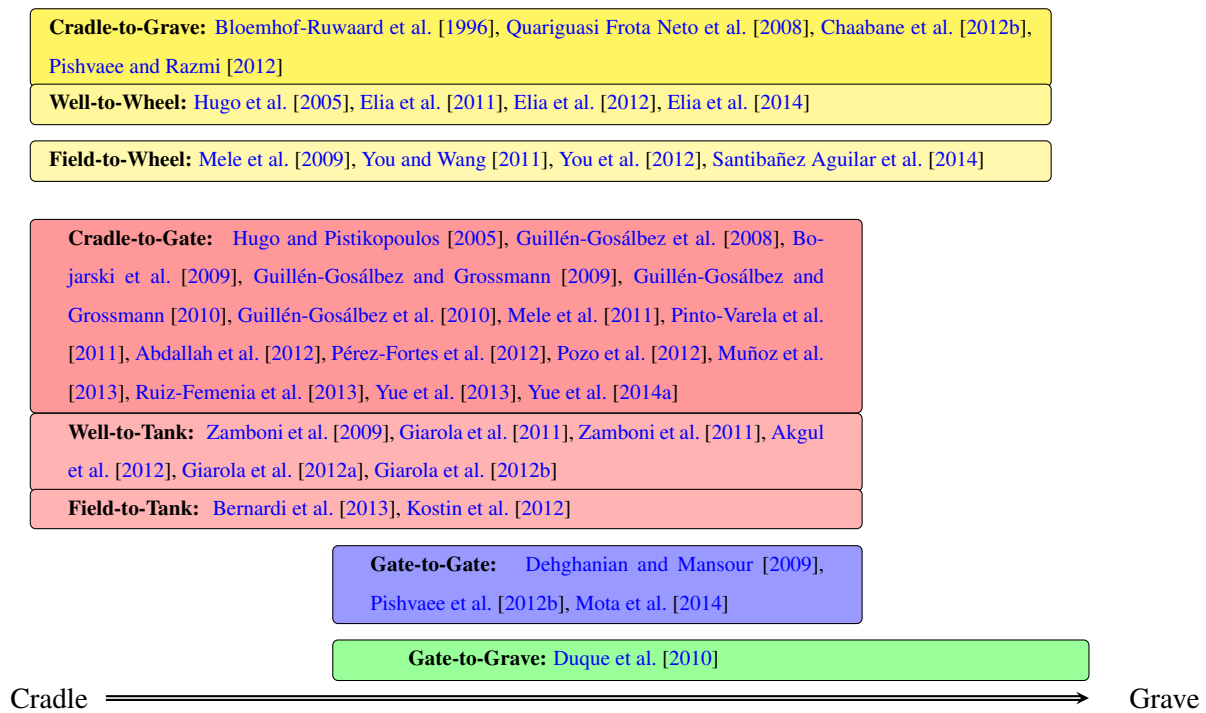 Cradle-to-Grave: Bloemhof-Ruwaard et al. [1996], Quariguasi Frota Neto et al. [2008], Chaabane et al. [2012b],
Pishvaee and Razmi [2012]
Well-to-Wheel: Hugo et al. [2005], Elia et al. [2011], Elia et al. [2012], Elia et al. [2014]
Field-to-Wheel: Mele et al. [2009], You and Wang [2011], You et al. [2012], Santibañez Aguilar et al. [2014]
Cradle-to-Gate: Hugo and Pistikopoulos [2005], Guillén-Gosálbez et al. [2008], Bo-
jarski et al. [2009], Guillén-Gosálbez and Grossmann [2009], Guillén-Gosálbez and
Grossmann [2010], Guillén-Gosálbez et al. [2010], Mele et al. [2011], Pinto-Varela et al.
[2011], Abdallah et al. [2012], Pérez-Fortes et al. [2012], Pozo et al. [2012], Muñoz et al.
[2013], Ruiz-Femenia et al. [2013], Yue et al. [2013], Yue et al. [2014a]
Well-to-Tank: Zamboni et al. [2009], Giarola et al. [2011], Zamboni et al. [2011], Akgul
et al. [2012], Giarola et al. [2012a], Giarola et al. [2012b]
Field-to-Tank: Bernardi et al. [2013], Kostin et al. [2012]
Gate-to-Gate: Dehghanian and Mansour [2009],
Pishvaee et al. [2012b], Mota et al. [2014]
Gate-to-Grave: Duque et al. [2010]
Cradle Grave